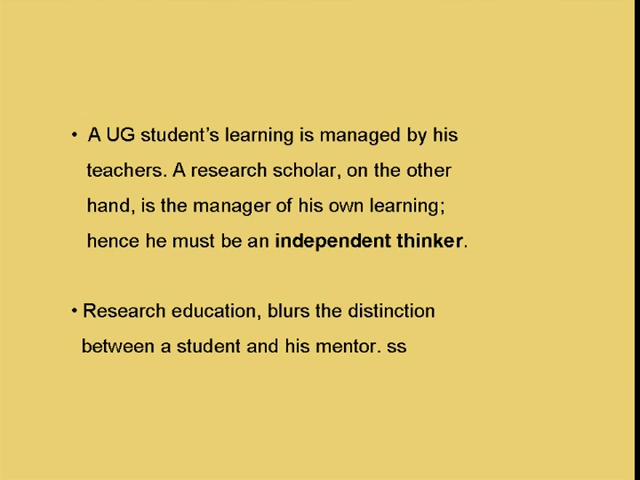 • A UG student's learning is managed by his
teachers. A research scholar, on the other
hand, is the manager of his own learning;
hence he must be an independent thinker.
• Research education, blurs the distinction
between a student and his mentor. ss